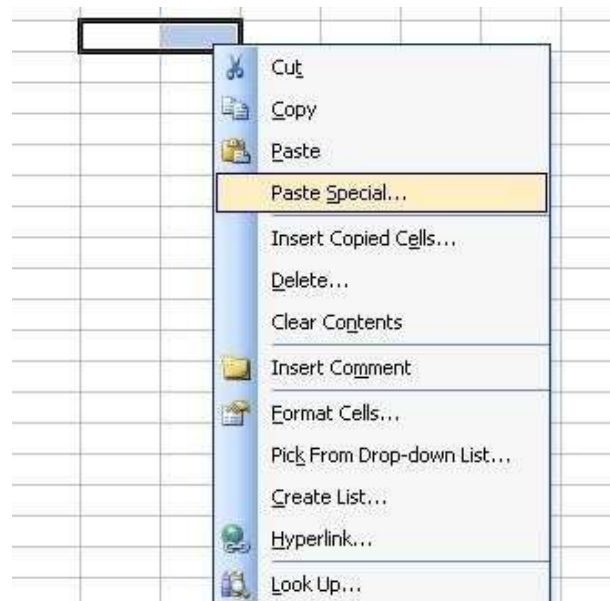 Cut
Copy
Paste
Paste Special...
Insert Copied Cells...
Delete...
Clear Contents
Insert Comment
Format Cells...
Pick From Drop-down List...
Create List...
Hyperlink...
Look Up...